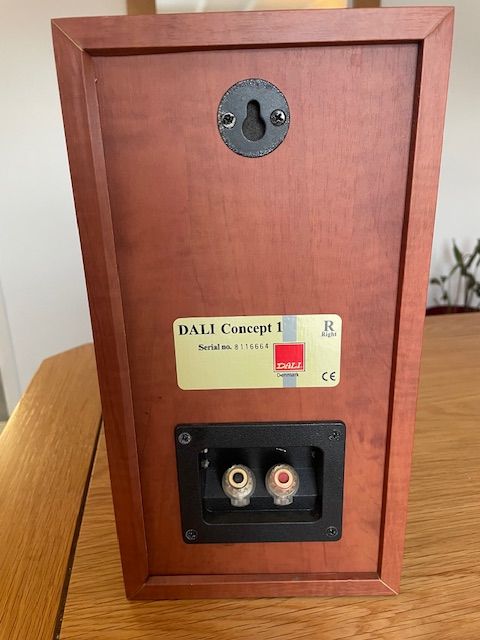 DALI Concept 1
R
Right
Serial no. 8116664
DALI
Denmark
CE